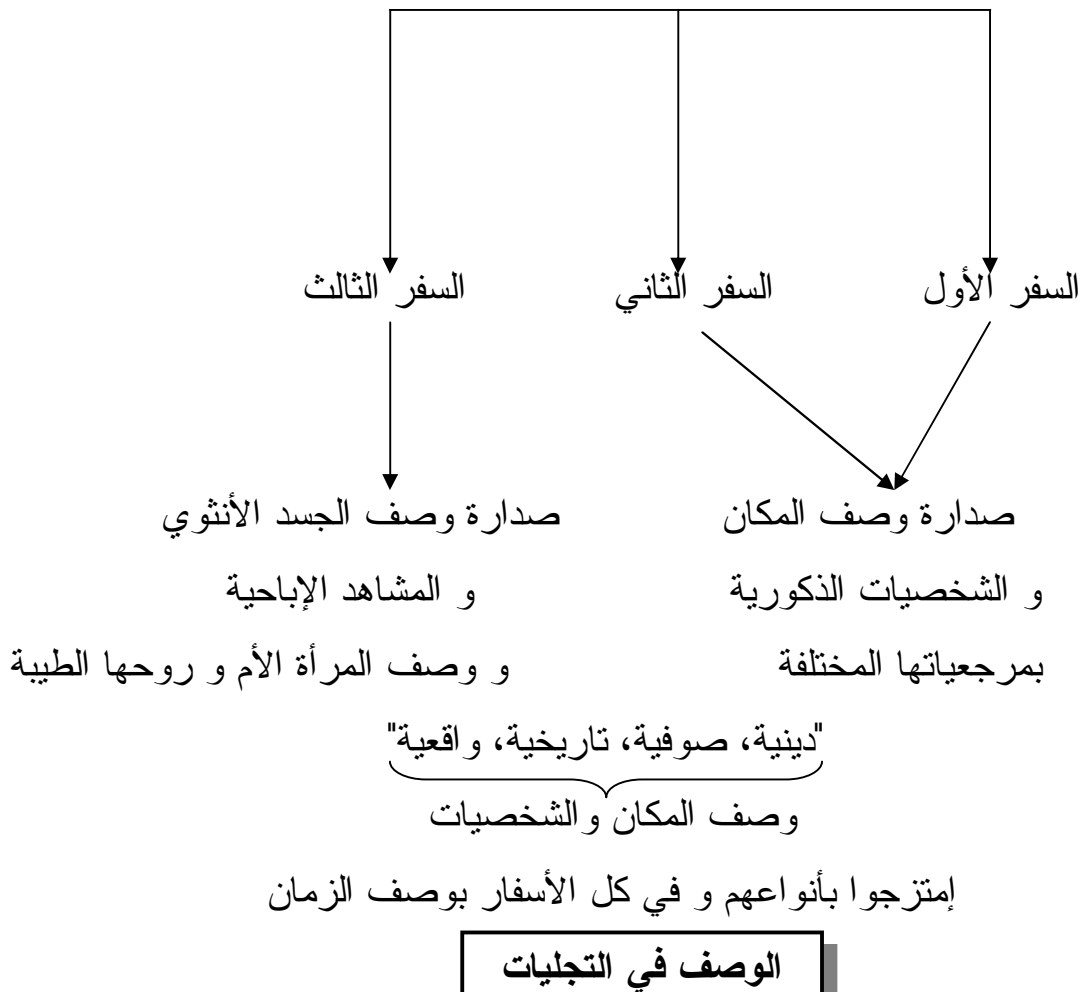 السفر الأول
السفر الثاني
السفر الثالث
صدارة وصف المكان
و الشخصيات الذكورية
بمرجعياتها المختلفة
صدارة وصف الجسد الأنثوي
و المشاهد الإباحية
و وصف المرأة الأم و روحها الطيبة
"دينية، صوفية، تاريخية، واقعية"
وصف المكان والشخصيات
إمتزجوا بأنواعهم و في كل الأسفار بوصف الزمان
الوصف في التجليات